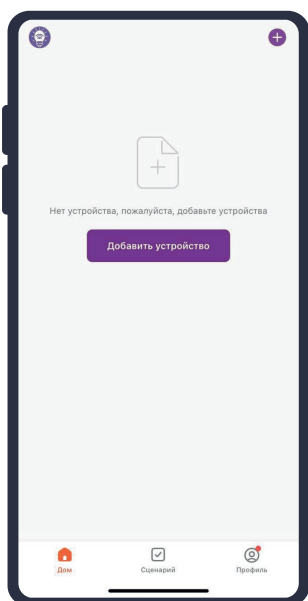 Нет устройства, пожалуйста, добавьте устройства
Добавить устройство
Дом
Сценарий
Профиль